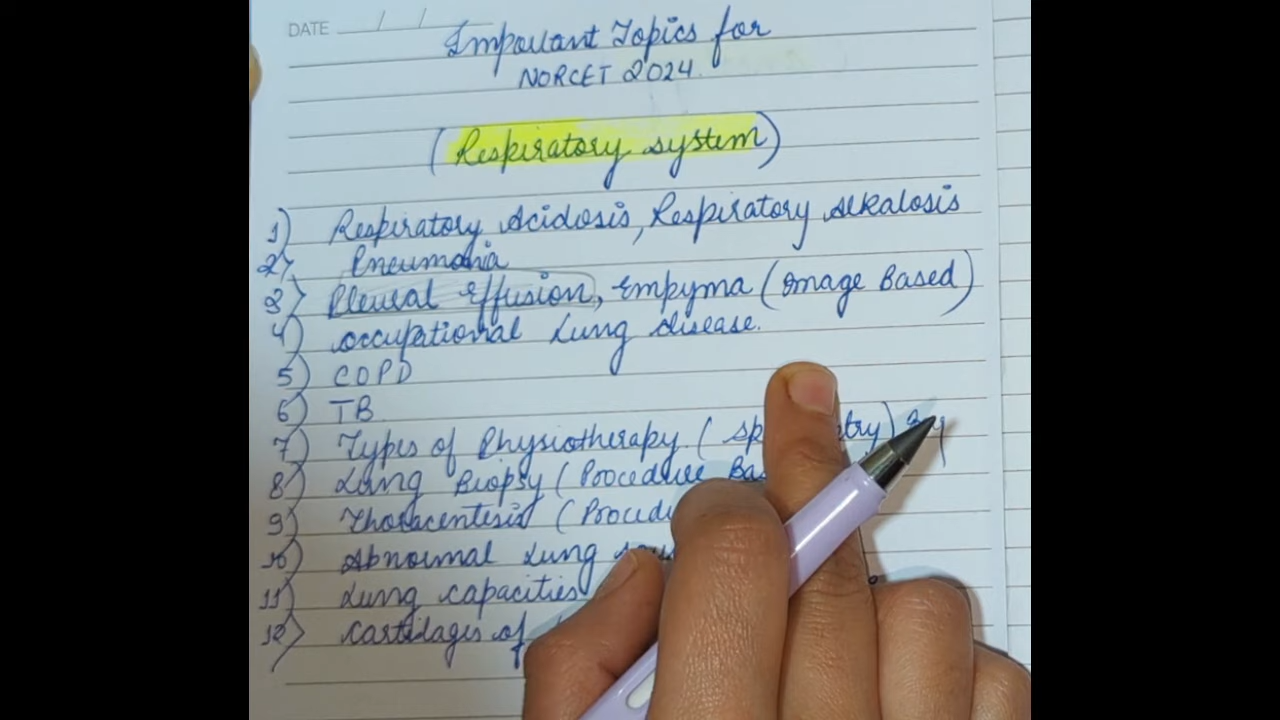 DATE / /
Important Topics for
NORCET 2024.
(Respiratory system)
1) Respiratory Acidosis, Respiratory Alkalosis
2) Pneumonia
3) Pleural Effusion, Empyma (Image Based)
4) occupational Lung disease.
5) COPD
6) TB
7) Types of Physiotherapy (
8) Lung Biopsy (Procedure
9) Thoracentesis (
10) Abnormal Lung
11) Lung capacities
12) Cartilages of